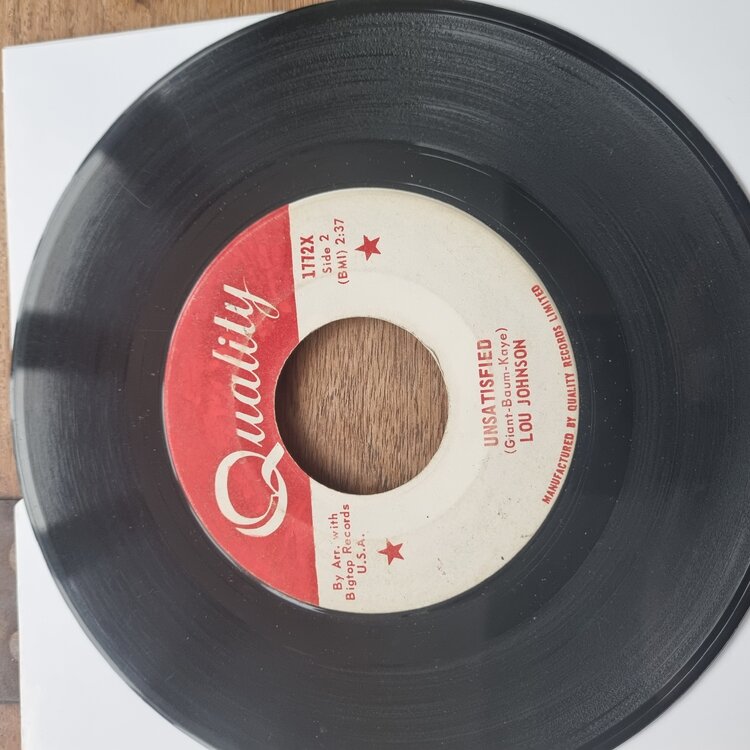 Quality
1772X
Side 2
(BMI) 2:37
By Arr. with
Bigtop Records
U.S.A.
UNSATISFIED
(Giant-Baum-Kaye)
LOU JOHNSON
MANUFACTURED BY QUALITY RECORDS LIMITED